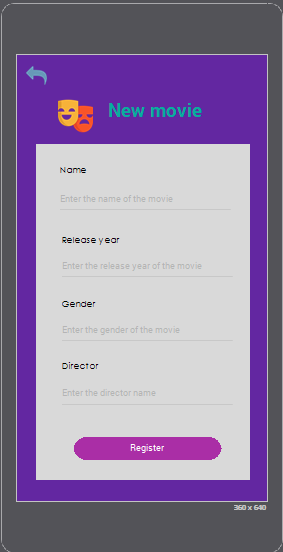 New movie
Name
Enter the name of the movie
Release year
Enter the release year of the movie
Gender
Enter the gender of the movie
Director
Enter the director name
Register
360 x 640